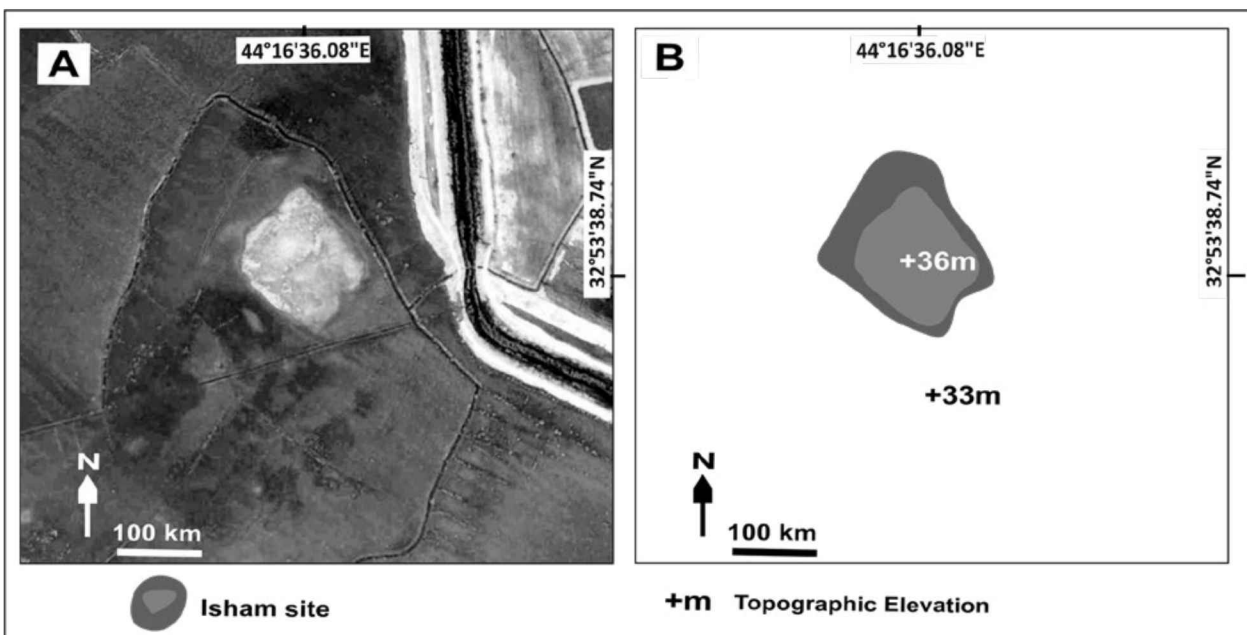 A
44°16'36.08"E
32°53'38.74"N
N
100 km
B
44°16'36.08"E
32°53'38.74"N
+36m
+33m
N
100 km
Isham site
+m Topographic Elevation